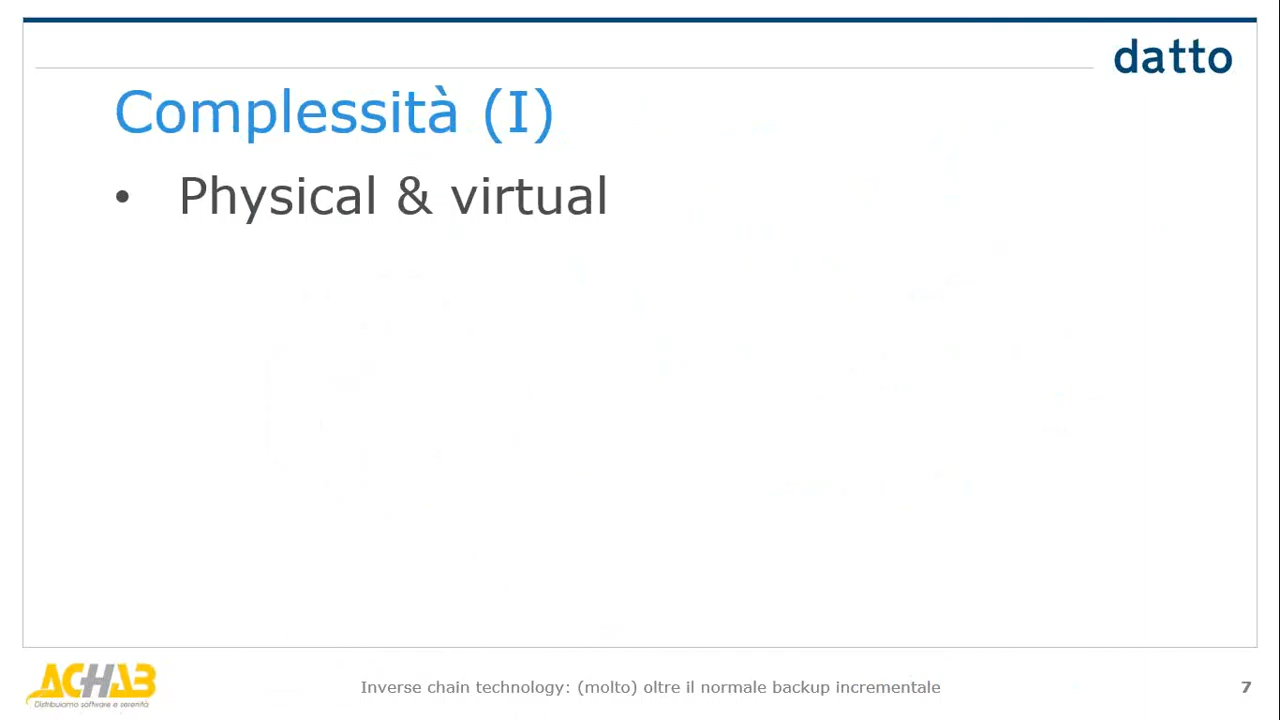 datto
Complessità (I)
• Physical & virtual
ACHAB
Distribuiamo software e serenità
Inverse chain technology: (molto) oltre il normale backup incrementale
7